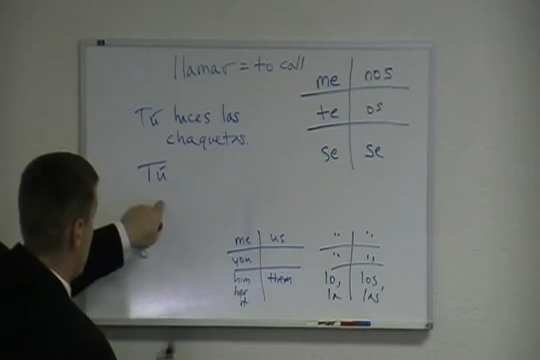 llamar = to call
Tú haces las
chaquetas.
Tú
me nos
te os
se se
me us
you
him them
her
it
" "
" "
lo, los,
la las